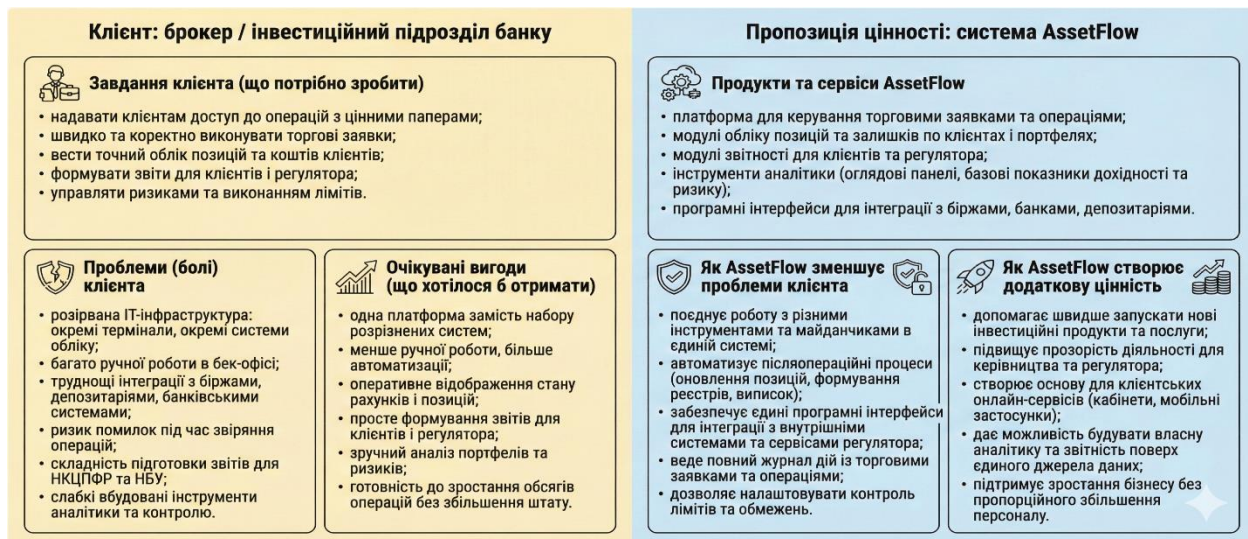 Клієнт: брокер / інвестиційний підрозділ банку
Завдання клієнта (що потрібно зробити)
• надавати клієнтам доступ до операцій з цінними паперами;
• швидко та коректно виконувати торгові заявки;
• вести точний облік позицій та коштів клієнтів;
• формувати звіти для клієнтів і регулятора;
• управляти ризиками та виконанням лімітів.
Проблеми (болі)
клієнта
• розірвана ІТ-інфраструктура:
окремі термінали, окремі системи
обліку;
• багато ручної роботи в бек-офісі;
• труднощі інтеграції з біржами,
депозитаріями, банківськими
системами;
• ризик помилок під час звіряння
операцій;
• складність підготовки звітів для
НКЦПФР та НБУ;
• слабкі вбудовані інструменти
аналітики та контролю.
Очікувані вигоди
(що хотілося б отримати)
• одна платформа замість набору
розрізнених систем;
• менше ручної роботи, більше
автоматизації;
• оперативне відображення стану
рахунків і позицій;
• просте формування звітів для
клієнтів і регулятора;
• зручний аналіз портфелів та
ризиків;
• готовність до зростання обсягів
операцій без збільшення штату.
Пропозиція цінності: система AssetFlow
Продукти та сервіси AssetFlow
• платформа для керування торговими заявками та операціями;
• модулі обліку позицій та залишків по клієнтах і портфелях;
• модулі звітності для клієнтів та регулятора;
• інструменти аналітики (оглядові панелі, базові показники дохідності та
ризику);
• програмні інтерфейси для інтеграції з біржами, банками, депозитаріями.
Як AssetFlow зменшує
проблеми клієнта
• поєднує роботу з різними
інструментами та майданчиками в
єдиній системі;
• автоматизує післяопераційні процеси
(оновлення позицій, формування
реєстрів, виписок);
• забезпечує єдині програмні інтерфейси
для інтеграції з внутрішніми
системами та сервісами регулятора;
• веде повний журнал дій із торговими
заявками та операціями;
• дозволяє налаштовувати контроль
лімітів та обмежень.
Як AssetFlow створює
додаткову цінність
• допомагає швидше запускати нові
інвестиційні продукти та послуги;
• підвищує прозорість діяльності для
керівництва та регулятора;
• створює основу для клієнтських
онлайн-сервісів (кабінети, мобільні
застосунки);
• дає можливість будувати власну
аналітику та звітність поверх
єдиного джерела даних;
• підтримує зростання бізнесу без
пропорційного збільшення
персоналу.